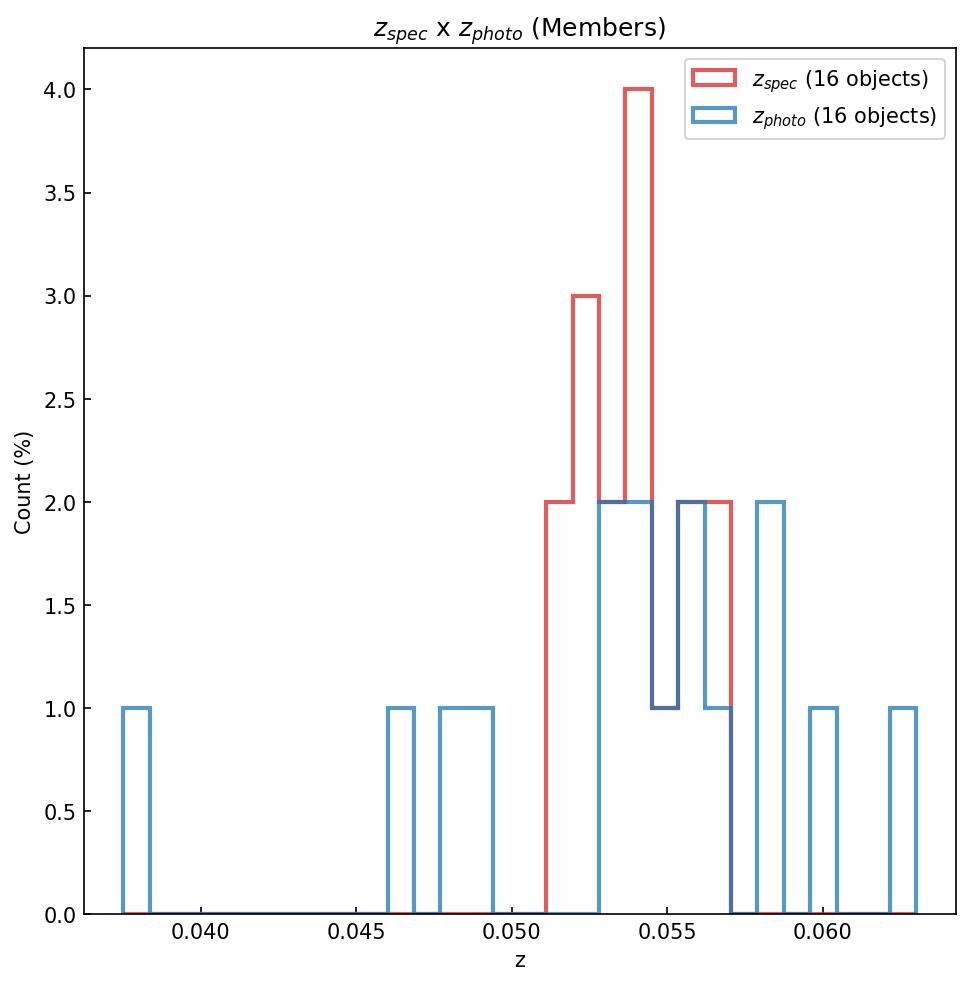 z_spec x z_photo (Members)
z_spec (16 objects)
z_photo (16 objects)
4.0
3.5
3.0
2.5
2.0
1.5
1.0
0.5
0.0
Count (%)
0.040 0.045 0.050 0.055 0.060
z